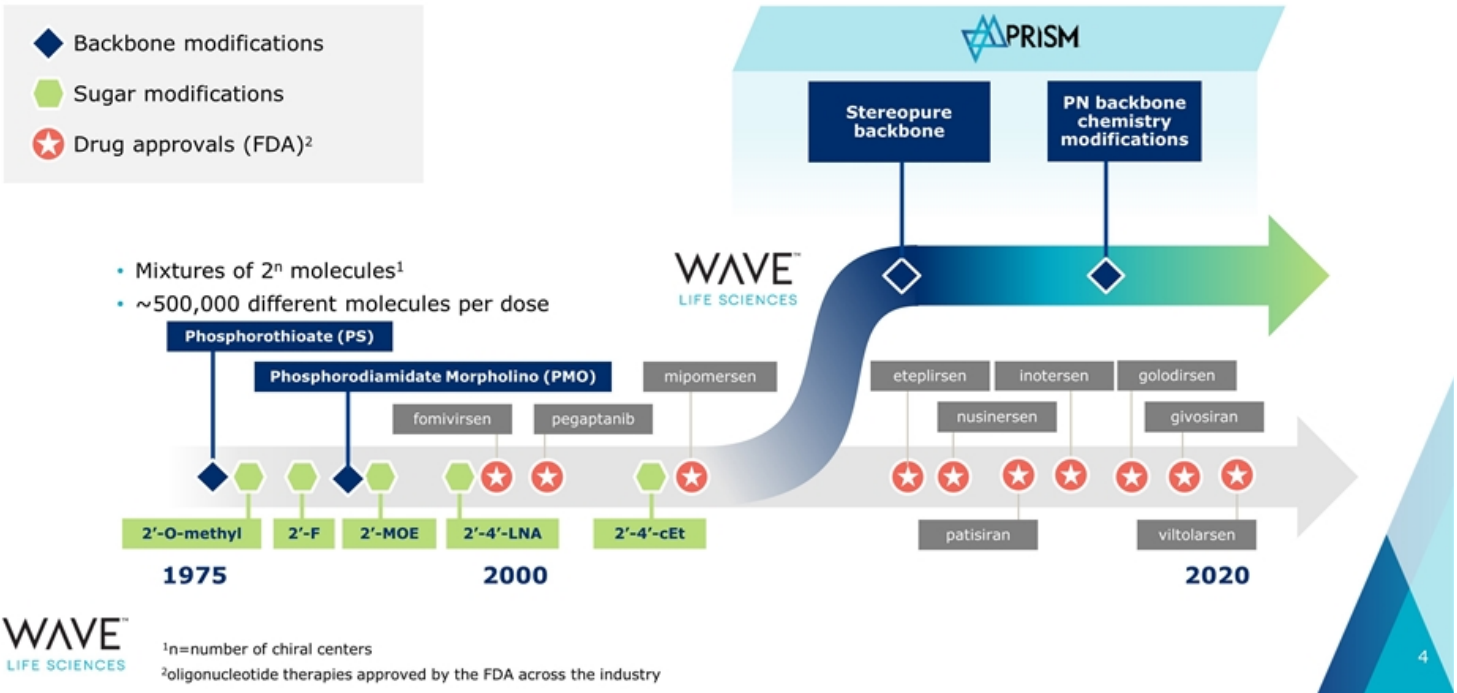 Backbone modifications
Sugar modifications
Drug approvals (FDA)²
PRISM
Stereopure
backbone
PN backbone
chemistry
modifications
• Mixtures of 2ⁿ molecules¹
• ~500,000 different molecules per dose
WAVE™
LIFE SCIENCES
Phosphorothioate (PS)
Phosphorodiamidate Morpholino (PMO)
mipomersen
eteplirsen
inotersen
golodirsen
fomivirsen
pegaptanib
nusinersen
givosiran
2’-O-methyl
2’-F
2’-MOE
2’-4’-LNA
2’-4’-cEt
patisiran
viltolarsen
1975
2000
2020
WAVE™
LIFE SCIENCES
¹n=number of chiral centers
²oligonucleotide therapies approved by the FDA across the industry
4